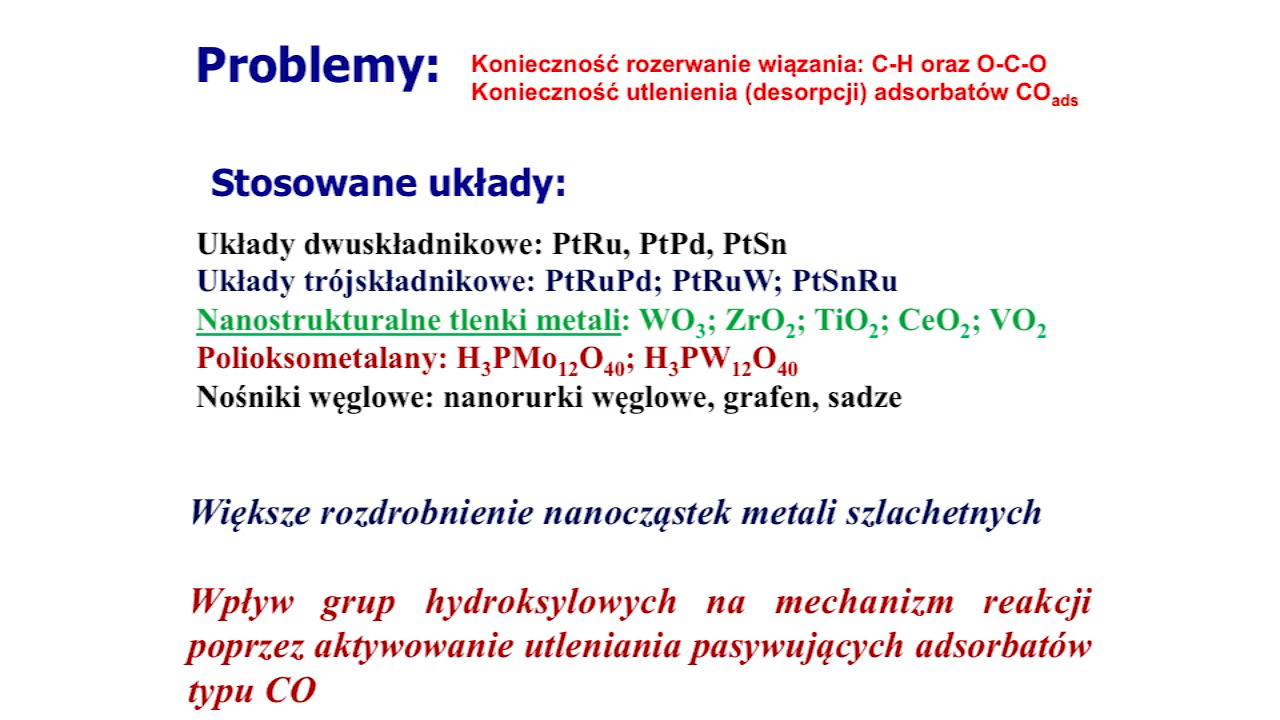 Problemy:
Konieczność rozerwanie wiązania: C-H oraz O-C-O
Konieczność utlenienia (desorpcji) adsorbatów COads
Stosowane układy:
Układy dwuskładnikowe: PtRu, PtPd, PtSn
Układy trójskładnikowe: PtRuPd; PtRuW; PtSnRu
Nanostrukturalne tlenki metali: WO3; ZrO2; TiO2; CeO2; VO2
Polioksometalany: H3PMo12O40; H3PW12O40
Nośniki węglowe: nanorurki węglowe, grafen, sadze
Większe rozdrobnienie nanocząstek metali szlachetnych
Wpływ grup hydroksylowych na mechanizm reakcji
poprzez aktywowanie utleniania pasywujących adsorbatów
typu CO